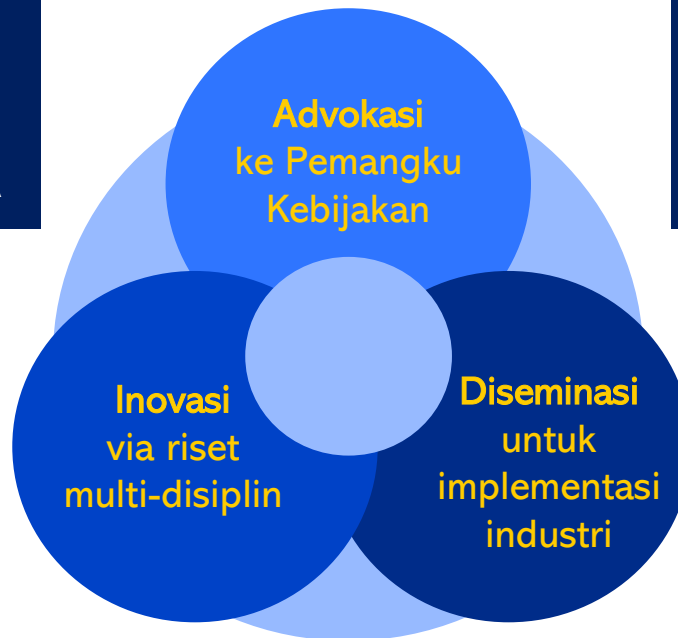 Advokasi
ke Pemangku
Kebijakan
Inovasi
via riset
multi-disiplin
Diseminasi
untuk
implementasi
industri